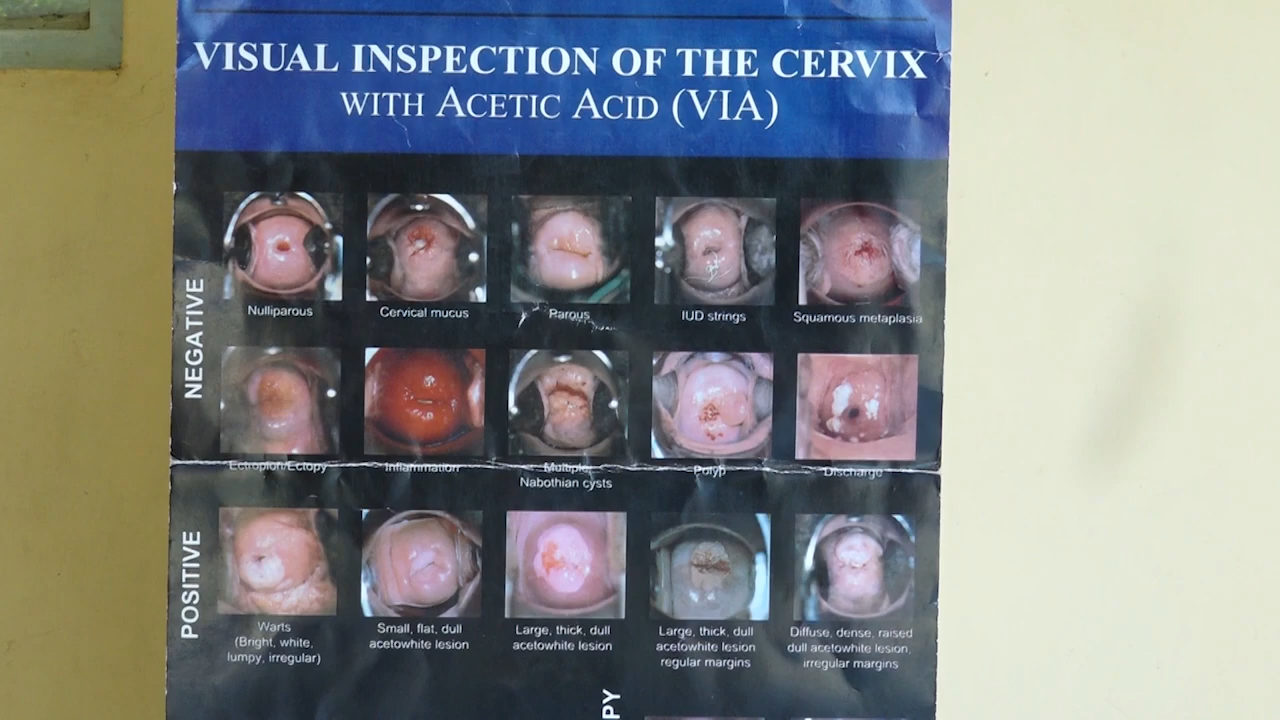 VISUAL INSPECTION OF THE CERVIX
WITH ACETIC ACID (VIA)
NEGATIVE
Nulliparous
Cervical mucus
Parous
IUD strings
Squamous metaplasia
Ectropion/Ectopy
Inflammation
Multiple
Nabothian cysts
Polyp
Discharge
POSITIVE
Warts
(Bright, white,
lumpy, irregular)
Small, flat, dull
acetowhite lesion
Large, thick, dull
acetowhite lesion
Large, thick, dull
acetowhite lesion
regular margins
Diffuse, dense, raised
dull acetowhite lesion,
irregular margins
PY